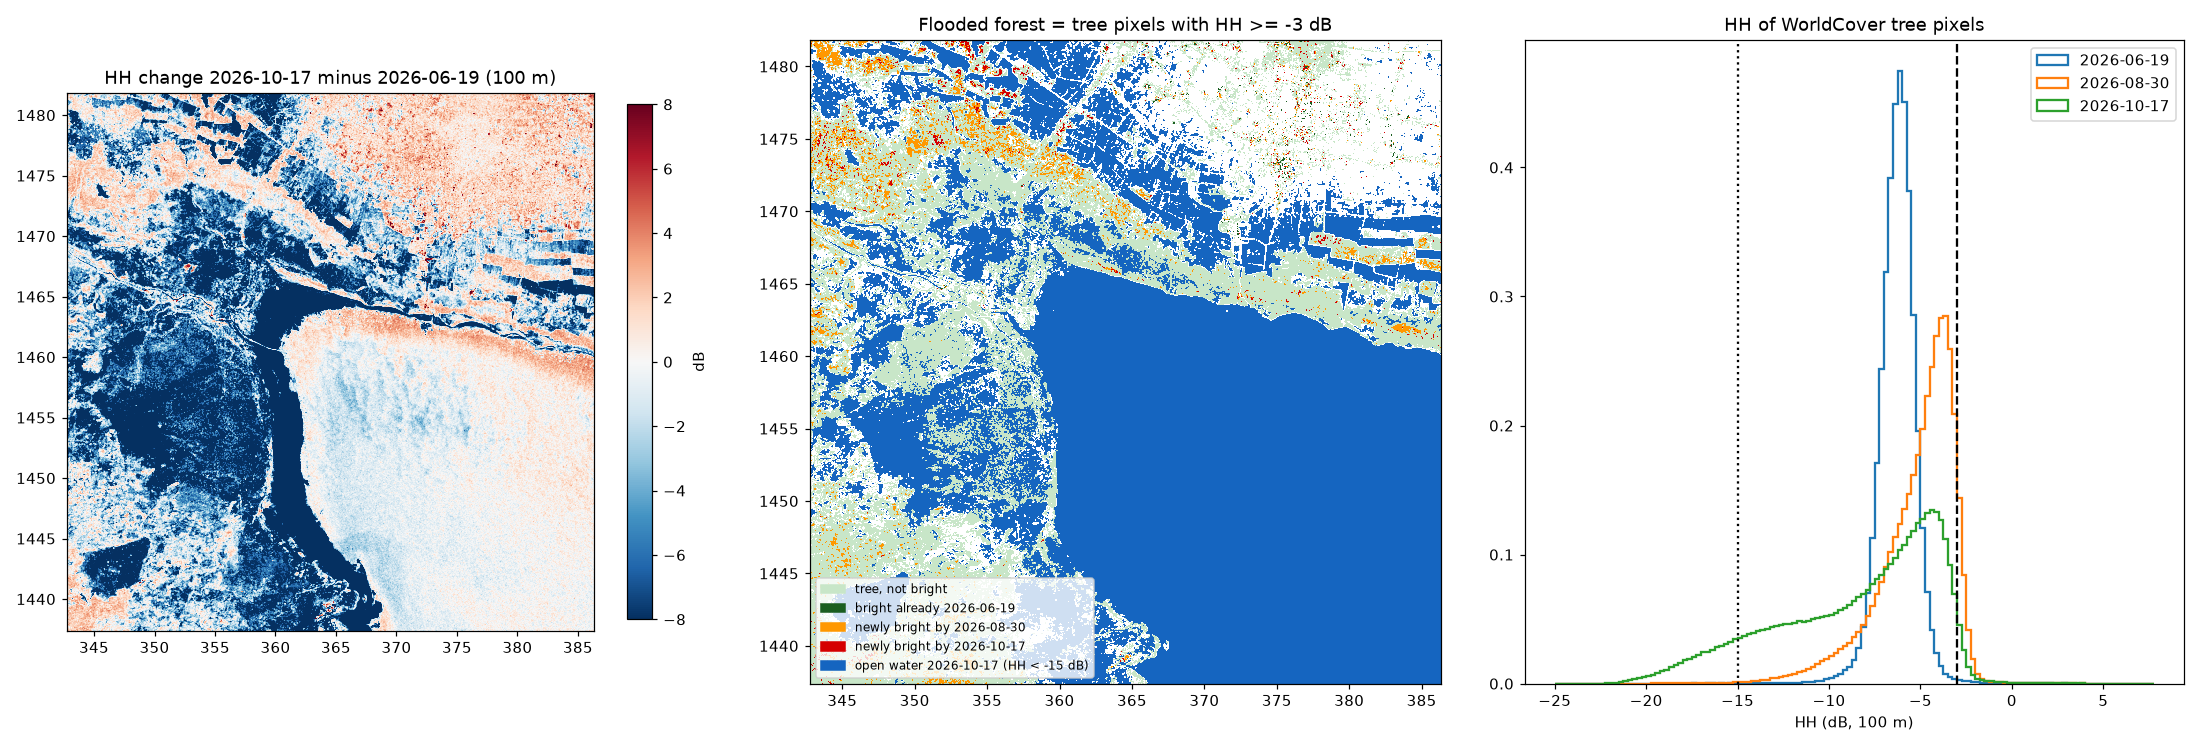 HH change 2026-10-17 minus 2026-06-19 (100 m)
1480
1475
1470
1465
1460
1455
1450
1445
1440
345 350 355 360 365 370 375 380 385
8
6
4
2
0
−2
−4
−6
−8
dB
Flooded forest = tree pixels with HH >= -3 dB
1480
1475
1470
1465
1460
1455
1450
1445
1440
345 350 355 360 365 370 375 380 385
tree, not bright
bright already 2026-06-19
newly bright by 2026-08-30
newly bright by 2026-10-17
open water 2026-10-17 (HH < -15 dB)
HH of WorldCover tree pixels
0.4
0.3
0.2
0.1
0.0
−25 −20 −15 −10 −5 0 5
HH (dB, 100 m)
2026-06-19
2026-08-30
2026-10-17